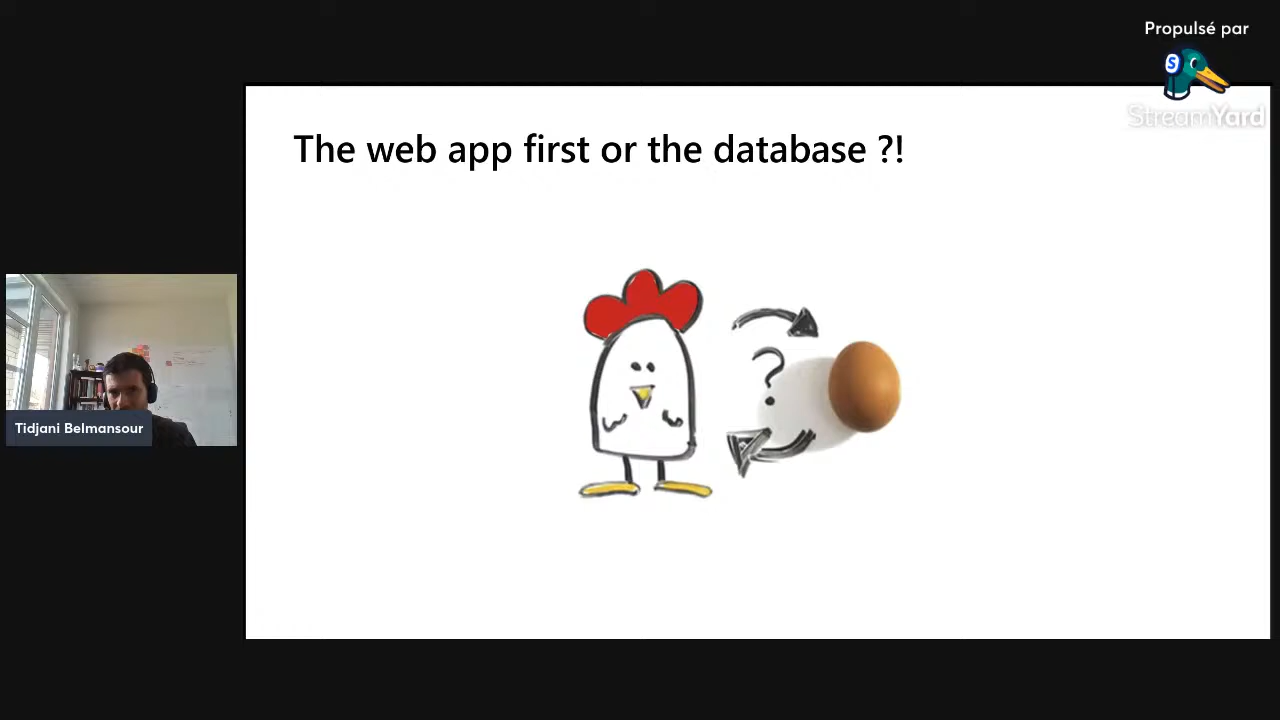 Propulsé par
S
StreamYard
The web app first or the database ?!
?
Tidjani Belmansour